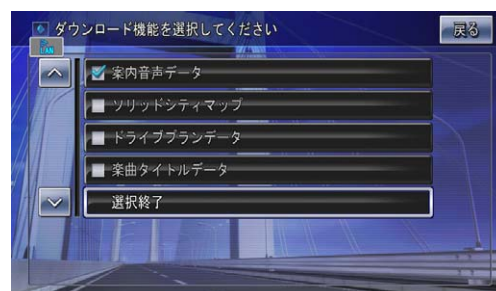 ダウンロード機能を選択してください
戻る
LAN
案内音声データ
ソリッドシティマップ
ドライブプランデータ
楽曲タイトルデータ
選択終了